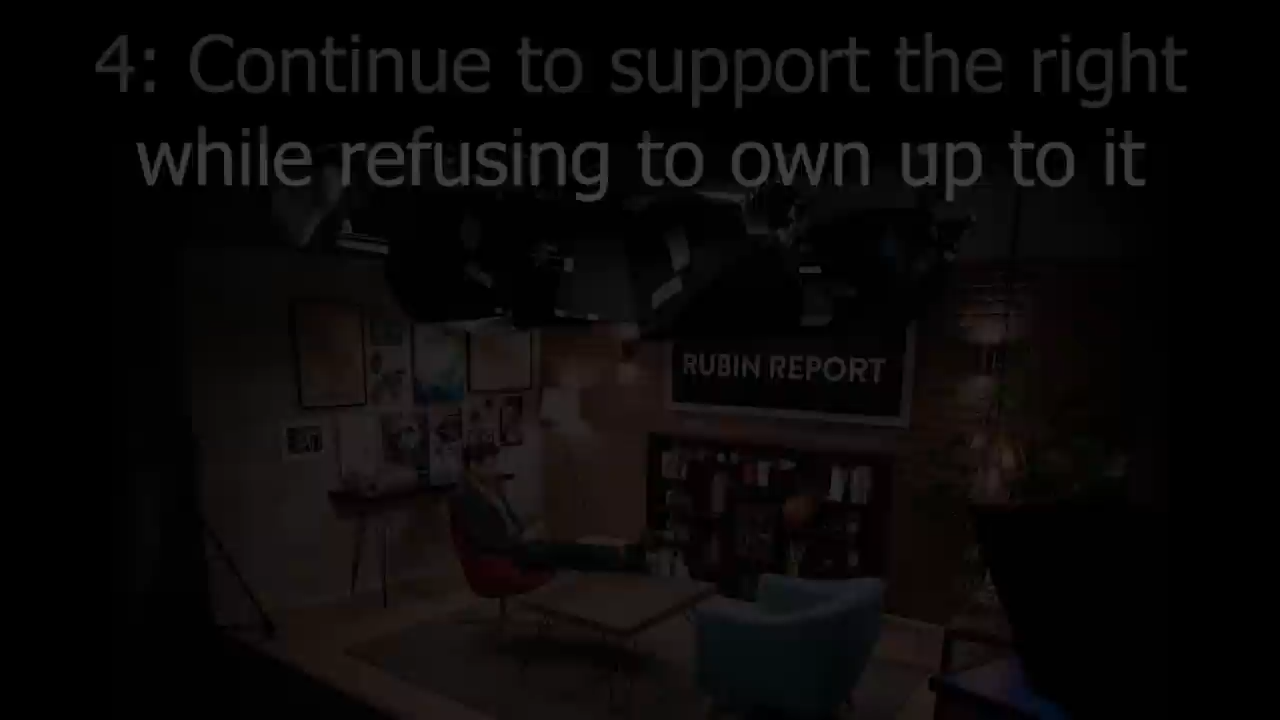 4: Continue to support the right
while refusing to own up to it
RUBIN REPORT